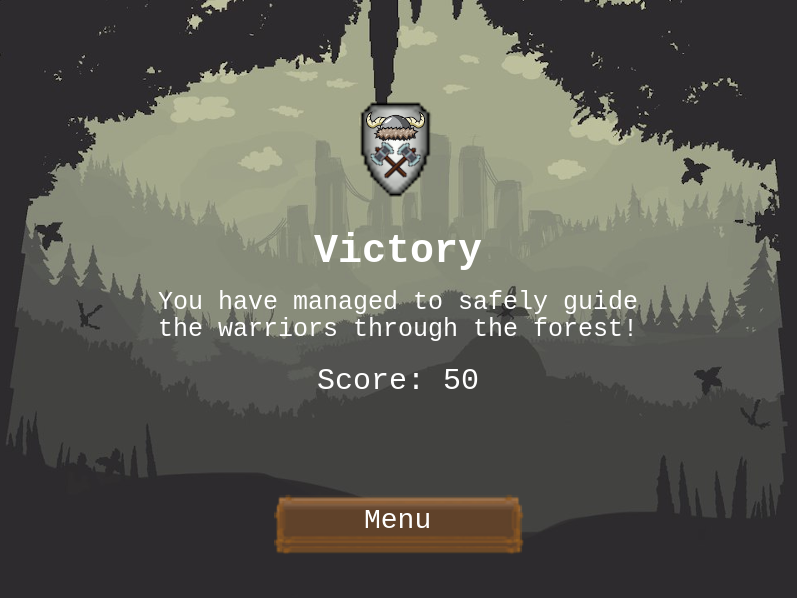 Victory
You have managed to safely guide
the warriors through the forest!
Score: 50
Menu